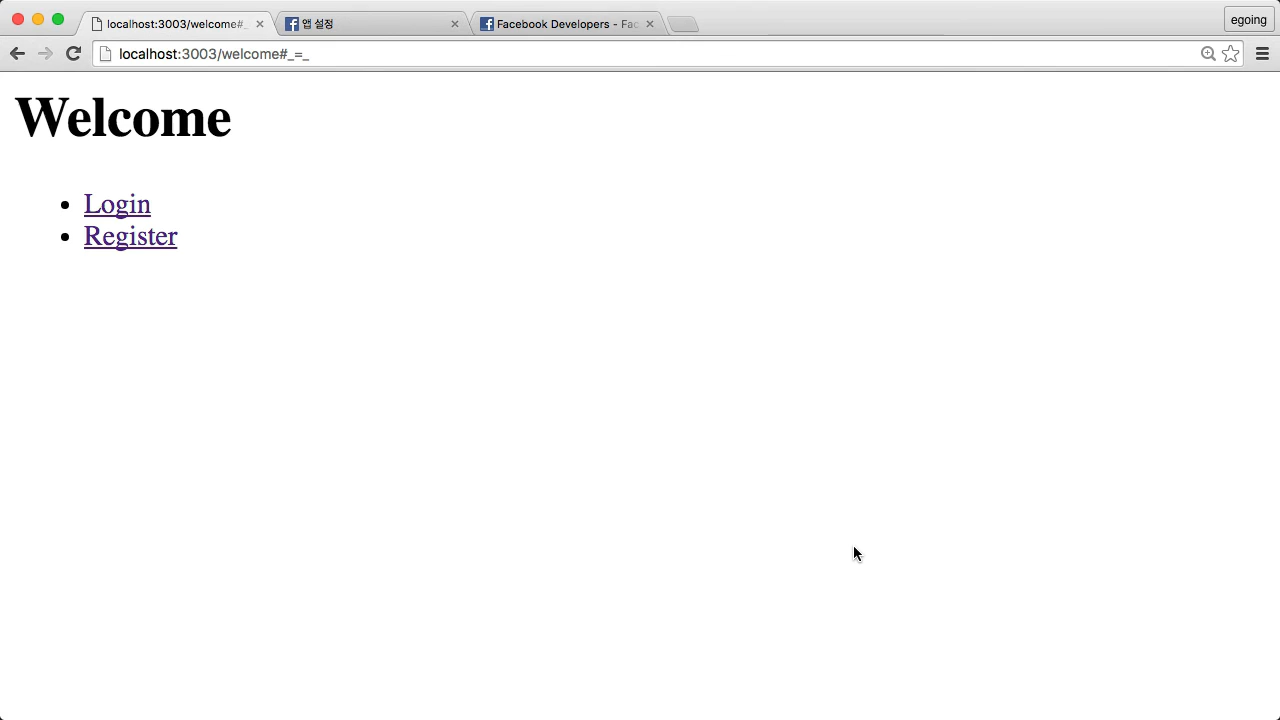 localhost:3003/welcome#_
앱 설정
Facebook Developers - Fac
egoing
localhost:3003/welcome#_=_
Welcome
Login
Register